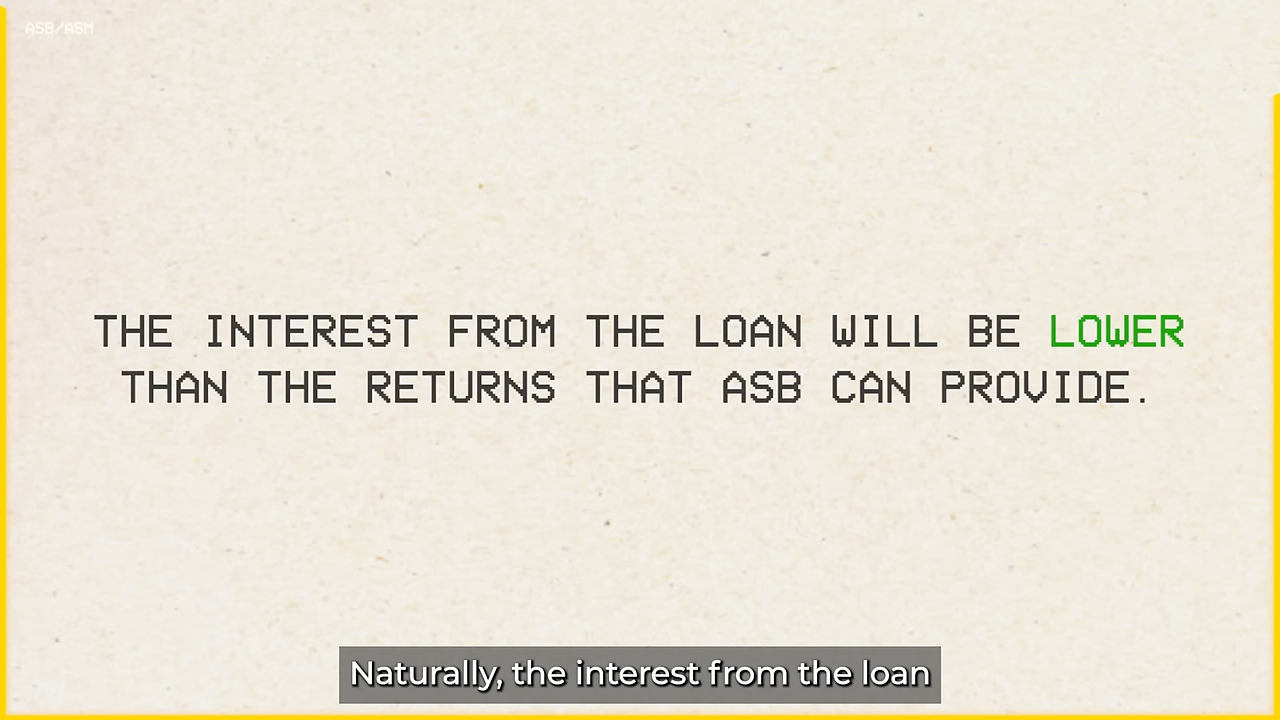 ASB/ASM
THE INTEREST FROM THE LOAN WILL BE LOWER
THAN THE RETURNS THAT ASB CAN PROVIDE.
Naturally, the interest from the loan